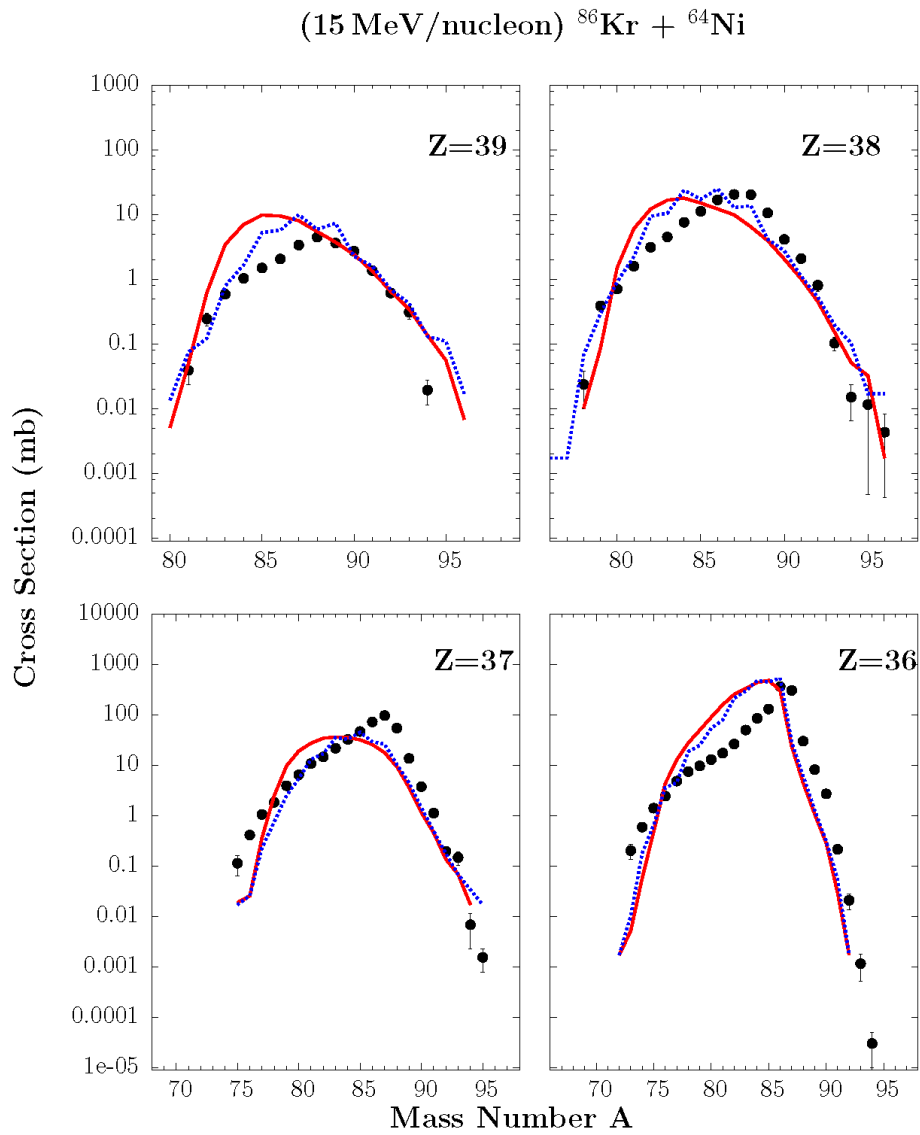 (15 MeV/nucleon) ⁸⁶Kr + ⁶⁴Ni
Z=39
1000
100
10
1
0.1
0.01
0.001
0.0001
80 85 90 95
Z=38
80 85 90 95
Cross Section (mb)
Z=37
10000
1000
100
10
1
0.1
0.01
0.001
0.0001
1e-05
70 75 80 85 90 95
Z=36
70 75 80 85 90 95
Mass Number A